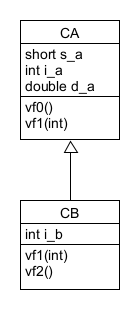 CA
short s_a
int i_a
double d_a
vf0()
vf1(int)
CB
int i_b
vf1(int)
vf2()